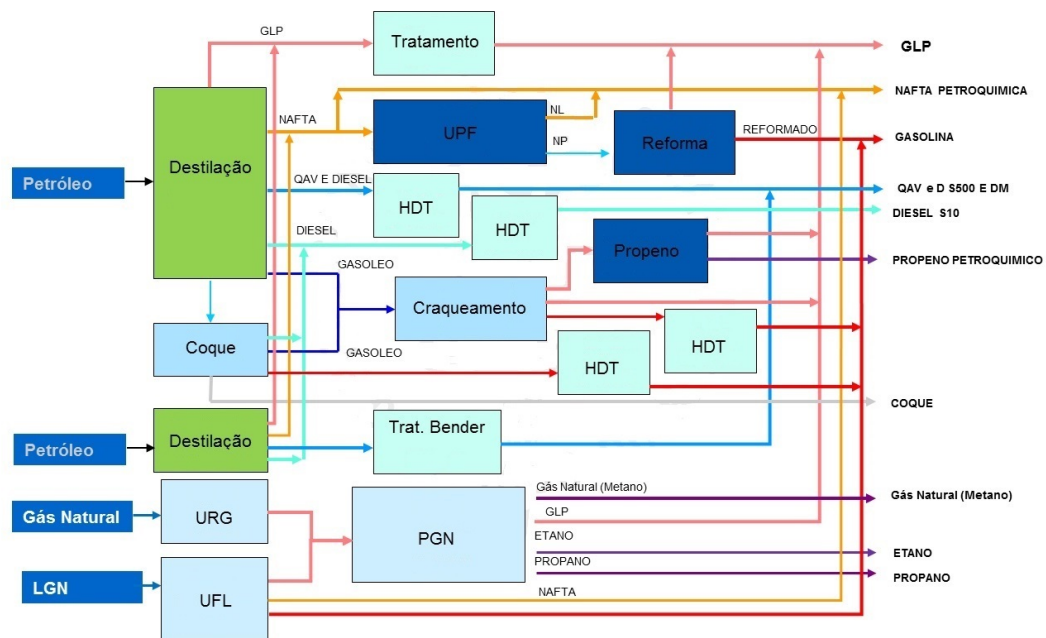 GLP
Tratamento
GLP
NAFTA PETROQUIMICA
NAFTA
UPF
NL
NP
Reforma
REFORMADO
GASOLINA
Destilação
Petróleo
QAV E DIESEL
HDT
QAV e D S500 E DM
DIESEL
HDT
DIESEL S10
GASOLEO
Propeno
PROPENO PETROQUIMICO
Craqueamento
Coque
GASOLEO
HDT
HDT
COQUE
Petróleo
Destilação
Trat. Bender
Gás Natural
URG
PGN
Gás Natural (Metano)
Gás Natural (Metano)
GLP
ETANO
ETANO
PROPANO
PROPANO
LGN
UFL
NAFTA